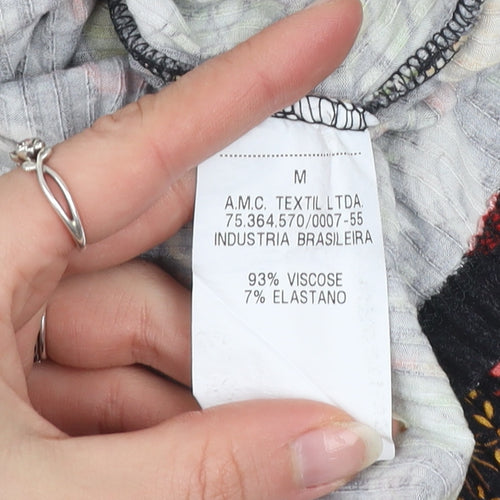 M
A.M.C. TEXTIL LTDA.
75.364.570/0007-55
INDUSTRIA BRASILEIRA
93% VISCOSE
7% ELASTANO